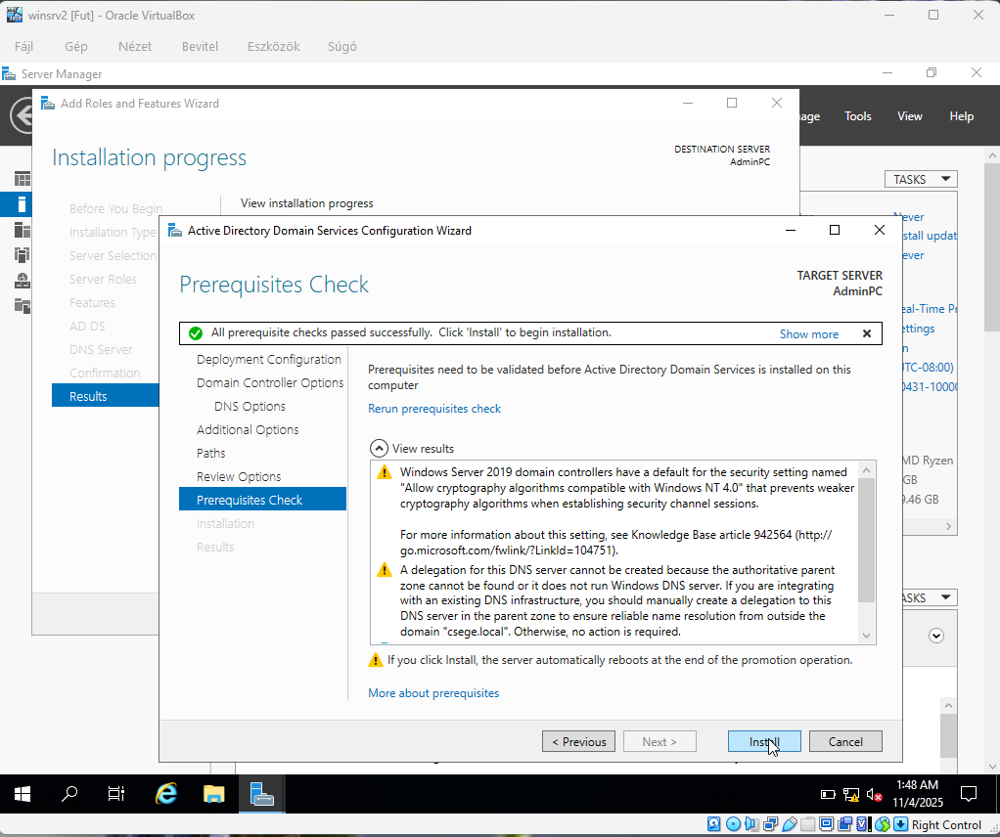 winsrv2 [Fut] - Oracle VirtualBox
Fájl Gép Nézet Bevitel Eszközök Súgó
Server Manager
Add Roles and Features Wizard
age Tools View Help
Installation progress
DESTINATION SERVER
AdminPC
TASKS
View installation progress
Before You Begin
Installation Type
Server Selection
Server Roles
Features
AD DS
DNS Server
Confirmation
Results
Never
stall updat
ever
eal-Time Pr
ettings
UTC-08:00)
0431-1000
MD Ryzen
GB
9.46 GB
ASKS
Active Directory Domain Services Configuration Wizard
Prerequisites Check
TARGET SERVER
AdminPC
All prerequisite checks passed successfully. Click 'Install' to begin installation.
Show more
Deployment Configuration
Domain Controller Options
DNS Options
Additional Options
Paths
Review Options
Prerequisites Check
Installation
Results
Prerequisites need to be validated before Active Directory Domain Services is installed on this
computer
Rerun prerequisites check
View results
Windows Server 2019 domain controllers have a default for the security setting named
"Allow cryptography algorithms compatible with Windows NT 4.0" that prevents weaker
cryptography algorithms when establishing security channel sessions.
For more information about this setting, see Knowledge Base article 942564 (http://
go.microsoft.com/fwlink/?LinkId=104751).
A delegation for this DNS server cannot be created because the authoritative parent
zone cannot be found or it does not run Windows DNS server. If you are integrating
with an existing DNS infrastructure, you should manually create a delegation to this
DNS server in the parent zone to ensure reliable name resolution from outside the
domain "csege.local". Otherwise, no action is required.
If you click Install, the server automatically reboots at the end of the promotion operation.
More about prerequisites
< Previous Next > Install Cancel
1:48 AM
11/4/2025
Right Control